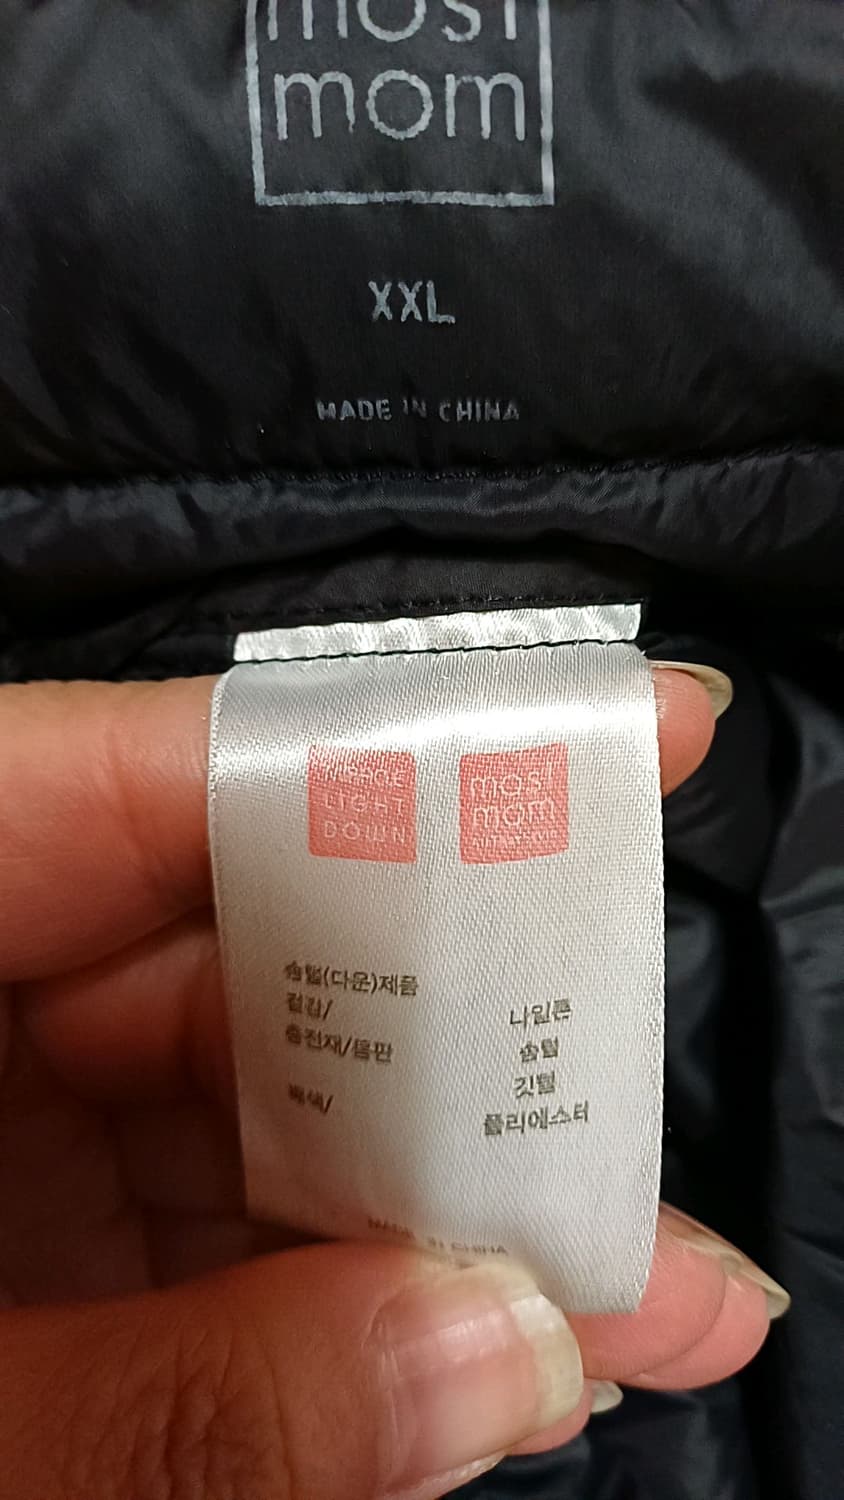 most
mom
XXL
MADE IN CHINA
LIGHT
DOWN
most
mom
솜털(다운)제품
겉감/
충전재/몸판
배색/
나일론
솜털
깃털
폴리에스터
MADE IN CHINA